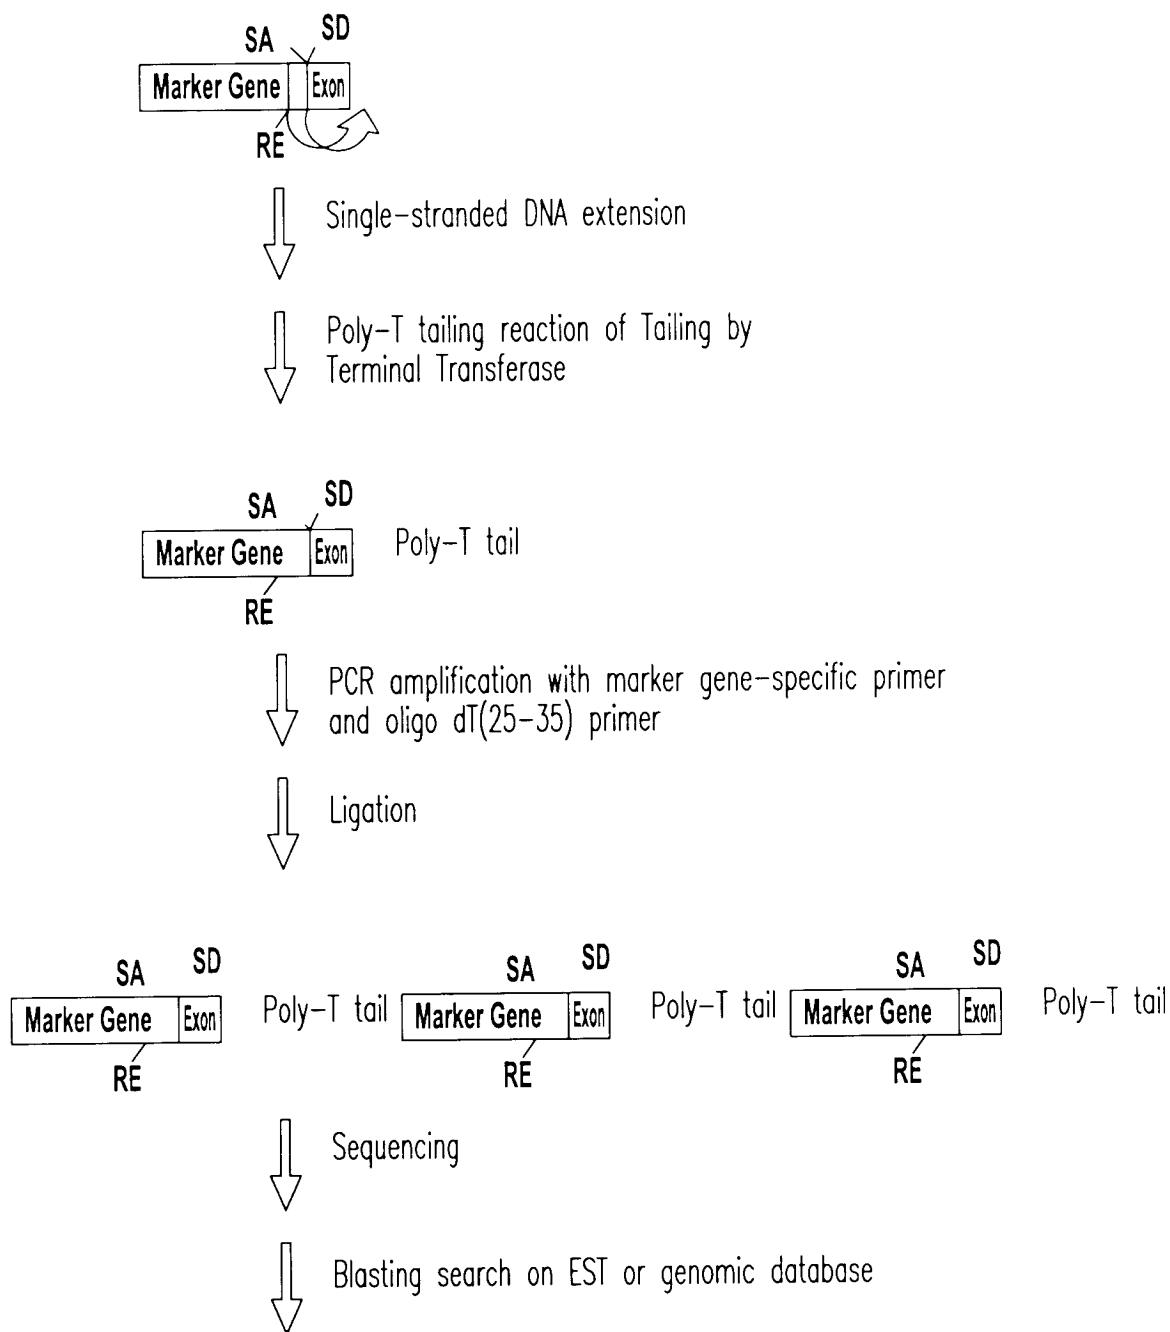 SA SD
Marker Gene Exon
RE
Single-stranded DNA extension
Poly-T tailing reaction of Tailing by
Terminal Transferase
SA SD
Marker Gene Exon Poly-T tail
RE
PCR amplification with marker gene-specific primer
and oligo dT(25-35) primer
Ligation
SA SD SA SD SA SD
Marker Gene Exon Poly-T tail Marker Gene Exon Poly-T tail Marker Gene Exon Poly-T tail
RE RE RE
Sequencing
Blasting search on EST or genomic database